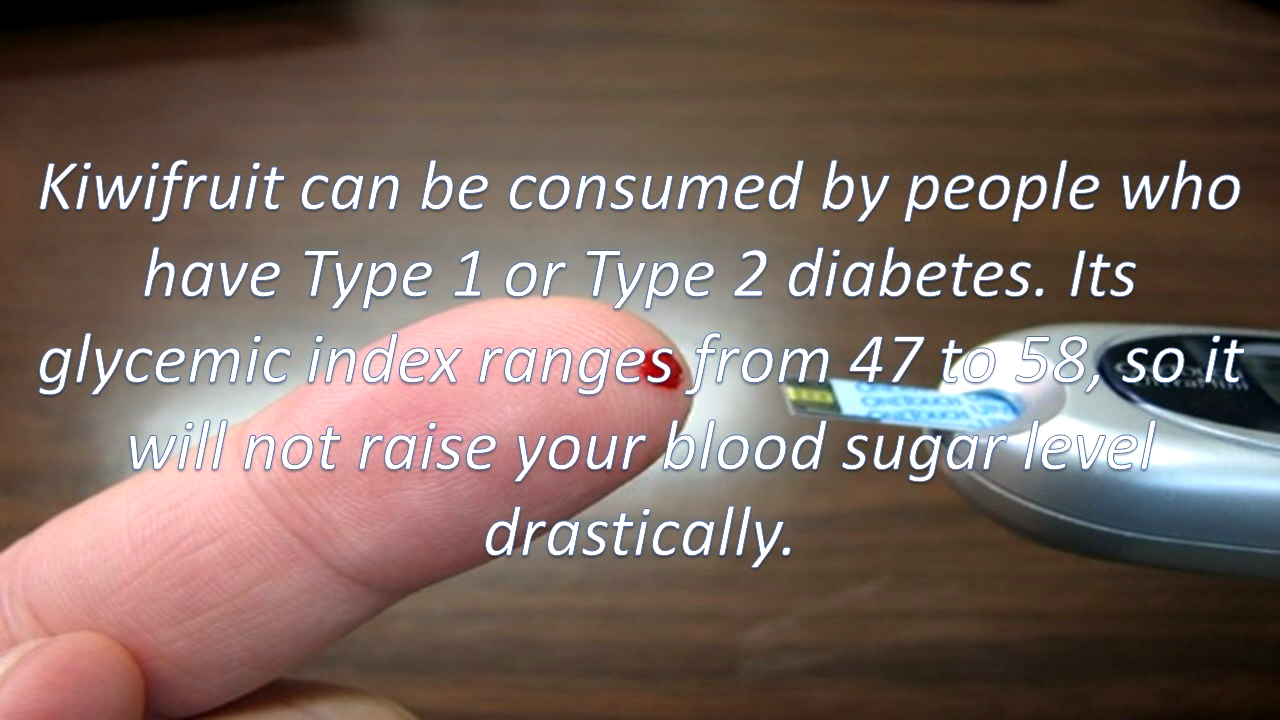 Kiwifruit can be consumed by people who
have Type 1 or Type 2 diabetes. Its
glycemic index ranges from 47 to 58, so it
will not raise your blood sugar level
drastically.